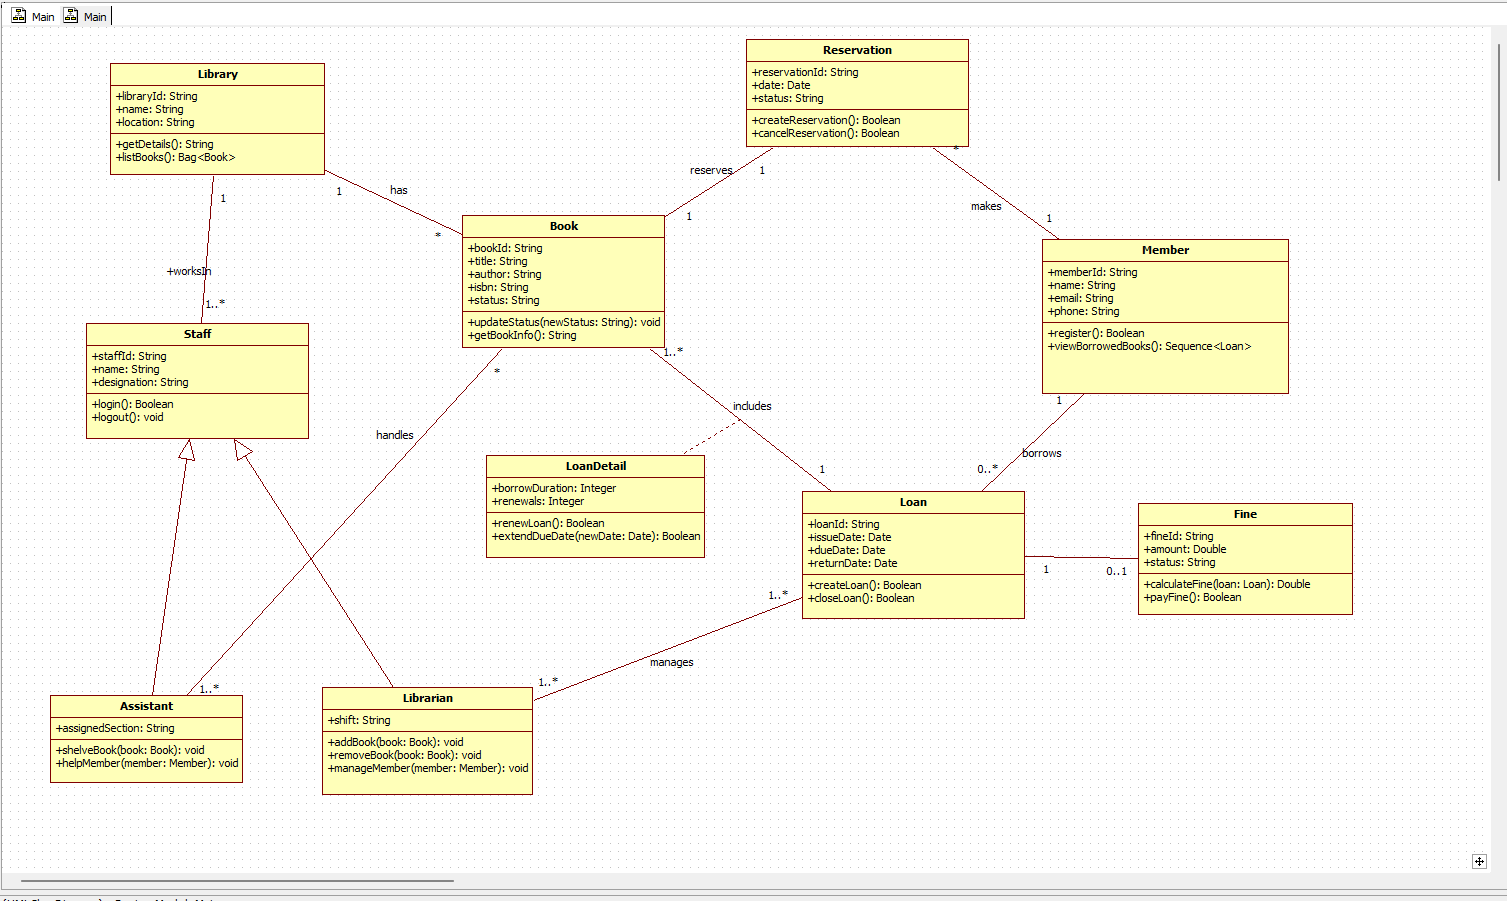 Main
Main
Library
+libraryId: String
+name: String
+location: String
+getDetails(): String
+listBooks(): Bag<Book>
Reservation
+reservationId: String
+date: Date
+status: String
+createReservation(): Boolean
+cancelReservation(): Boolean
1
has
1
*
reserves
1
1
*
makes
1
Book
+bookId: String
+title: String
+author: String
+isbn: String
+status: String
+updateStatus(newStatus: String): void
+getBookInfo(): String
Member
+memberId: String
+name: String
+email: String
+phone: String
+register(): Boolean
+viewBorrowedBooks(): Sequence<Loan>
+worksIn
1..*
Staff
+staffId: String
+name: String
+designation: String
+login(): Boolean
+logout(): void
*
handles
1..*
1..*
includes
1
1
borrows
0..*
LoanDetail
+borrowDuration: Integer
+renewals: Integer
+renewLoan(): Boolean
+extendDueDate(newDate: Date): Boolean
Loan
+loanId: String
+issueDate: Date
+dueDate: Date
+returnDate: Date
+createLoan(): Boolean
+closeLoan(): Boolean
1
0..1
Fine
+fineId: String
+amount: Double
+status: String
+calculateFine(loan: Loan): Double
+payFine(): Boolean
1..*
manages
1..*
Assistant
+assignedSection: String
+shelveBook(book: Book): void
+helpMember(member: Member): void
Librarian
+shift: String
+addBook(book: Book): void
+removeBook(book: Book): void
+manageMember(member: Member): void